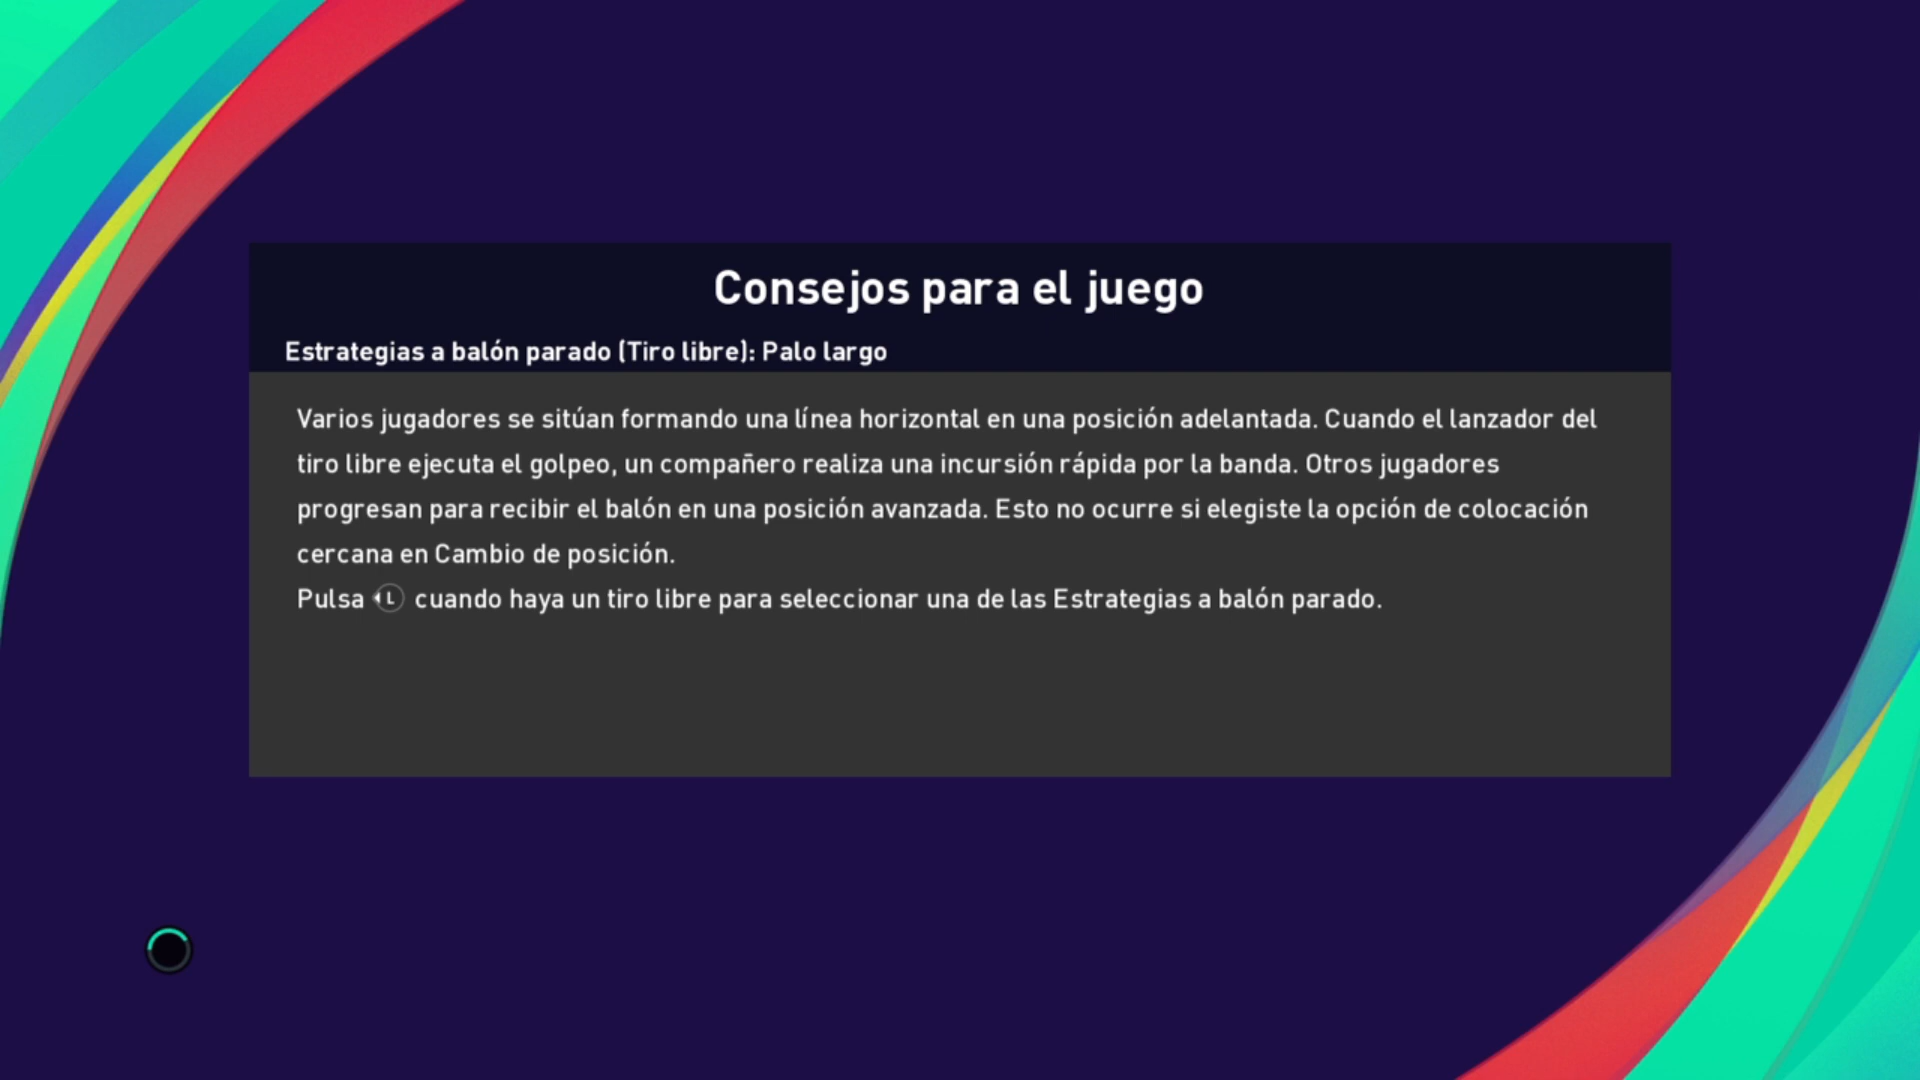 Consejos para el juego
Estrategias a balón parado (Tiro libre): Palo largo
Varios jugadores se sitúan formando una línea horizontal en una posición adelantada. Cuando el lanzador del
tiro libre ejecuta el golpeo, un compañero realiza una incursión rápida por la banda. Otros jugadores
progresan para recibir el balón en una posición avanzada. Esto no ocurre si elegiste la opción de colocación
cercana en Cambio de posición.
Pulsa L cuando haya un tiro libre para seleccionar una de las Estrategias a balón parado.